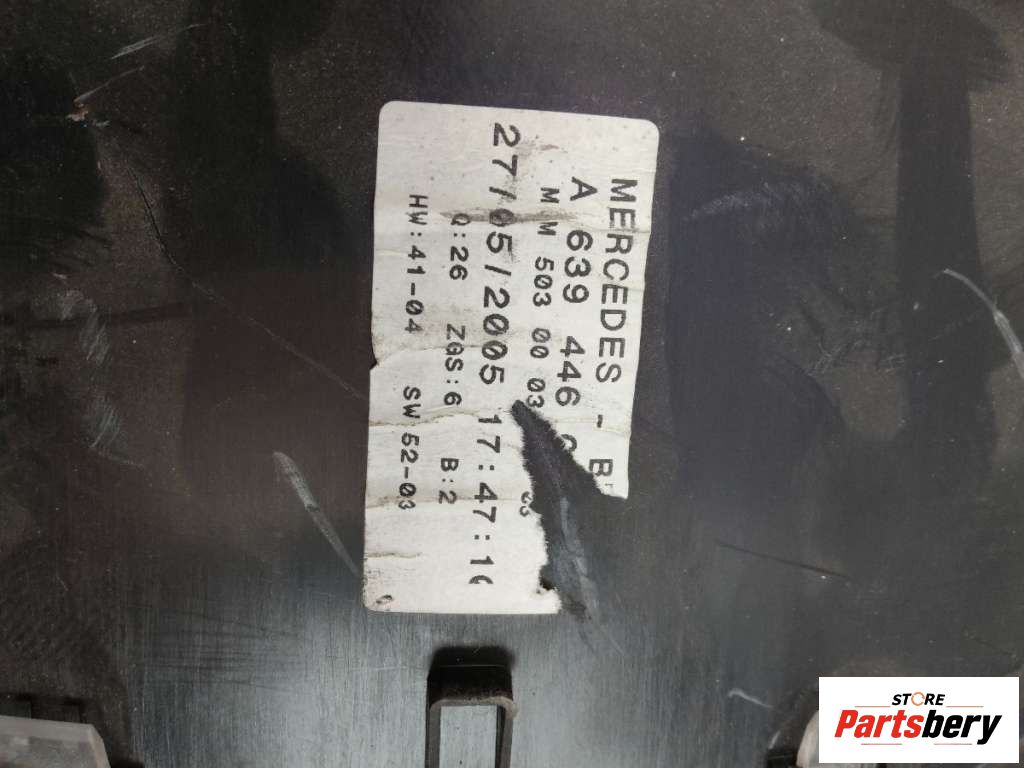 MERCEDES - B
A 639 446
M M 503 00 03
27/05/2005 17:47:1
Q:26 ZGS:6 B:2
HW:41-04 SW 52-03
STORE
Partsbery